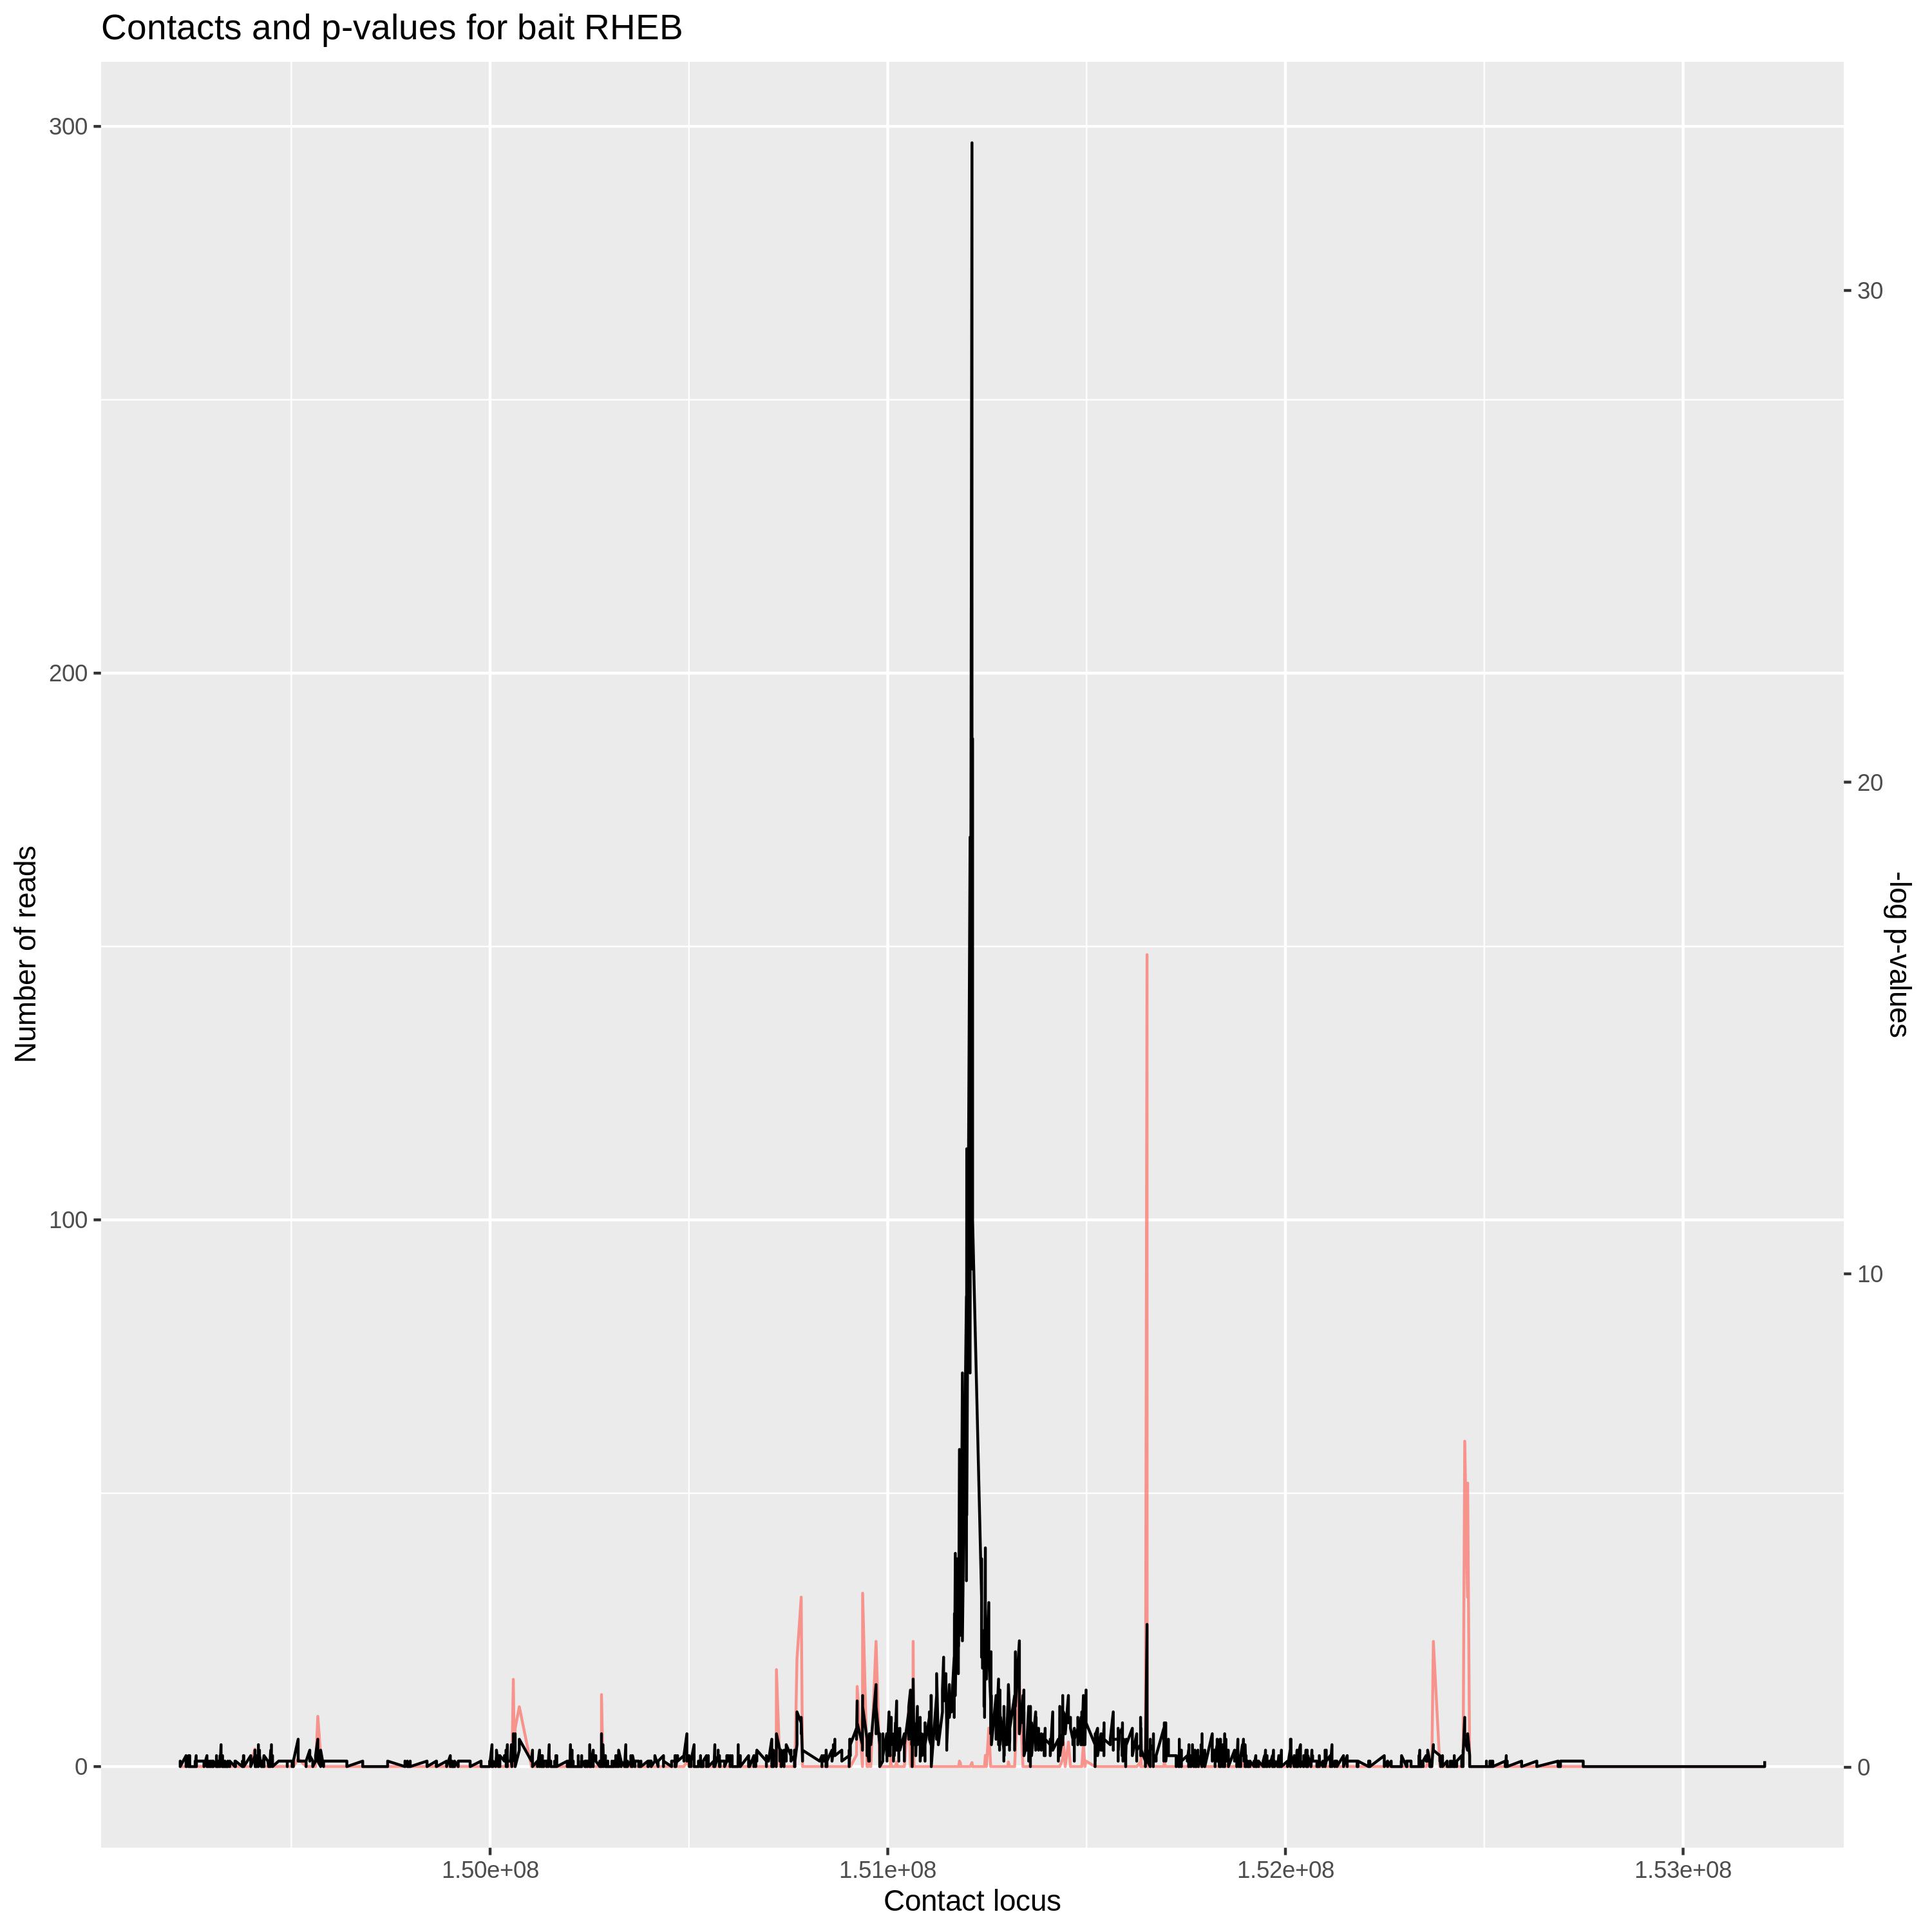 Contacts and p-values for bait RHEB
300
200
100
0
Number of reads
30
20
10
0
-log p-values
1.50e+08 1.51e+08 1.52e+08 1.53e+08
Contact locus